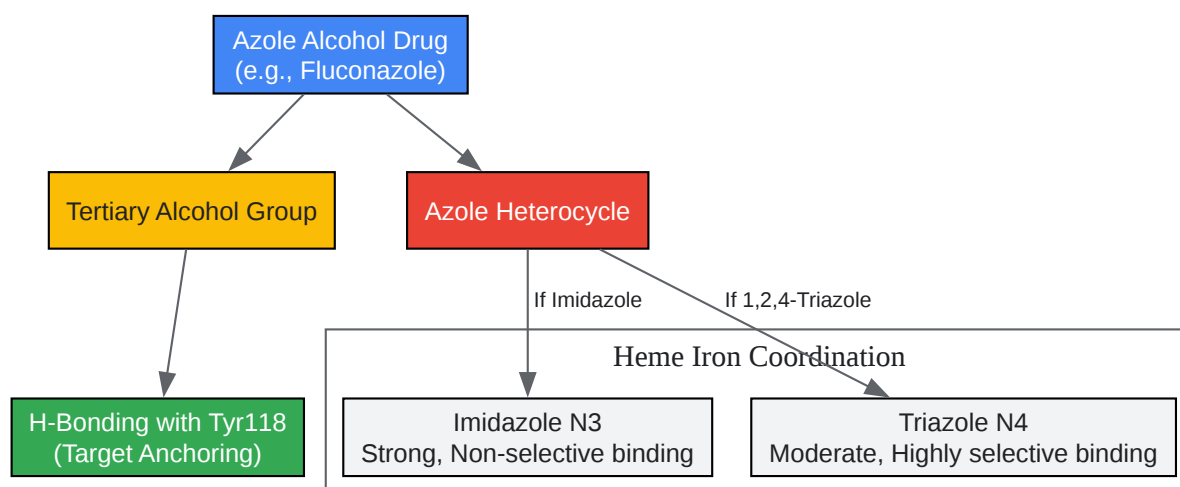 Azole Alcohol Drug
(e.g., Fluconazole)
Tertiary Alcohol Group
Azole Heterocycle
If Imidazole
If 1,2,4-Triazole
Heme Iron Coordination
H-Bonding with Tyr118
(Target Anchoring)
Imidazole N3
Strong, Non-selective binding
Triazole N4
Moderate, Highly selective binding